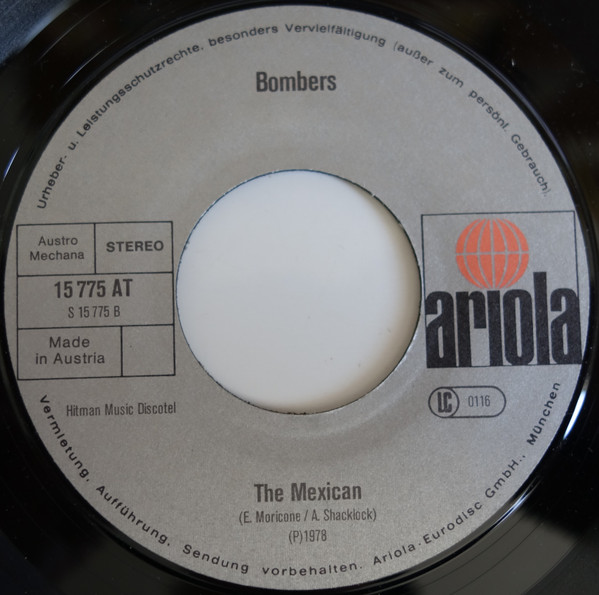 Urheber- u. Leistungsschutzrechte, besonders Vervielfältigung (außer zum persönl. Gebrauch),
Bombers
Austro
Mechana
STEREO
15 775 AT
S 15 775 B
Made
in Austria
ariola
LC 0116
Hitman Music Discotel
The Mexican
(E. Moricone / A. Shacklock)
(P)1978
Vermietung, Aufführung, Sendung vorbehalten. Ariola-Eurodisc GmbH., München